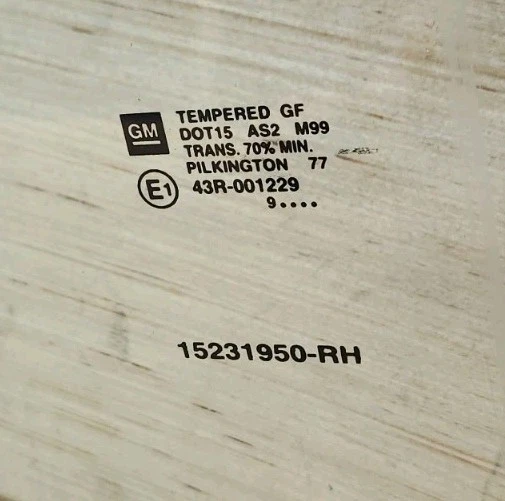 GM
TEMPERED GF
DOT15 AS2 M99
TRANS. 70% MIN.
PILKINGTON 77
E1 43R-001229
9....
15231950-RH